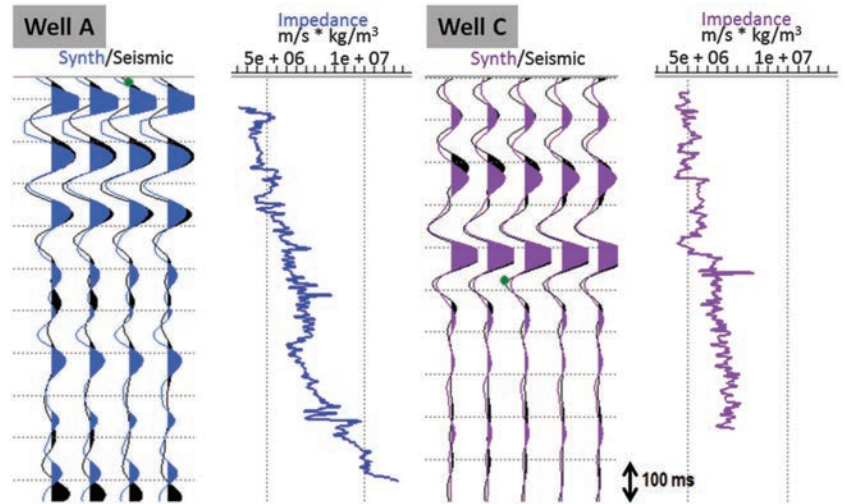 Well A
Impedance
m/s * kg/m³
Synth/Seismic
5e + 06 1e + 07
Well C
Impedance
m/s * kg/m³
Synth/Seismic
5e + 06 1e + 07
100 ms